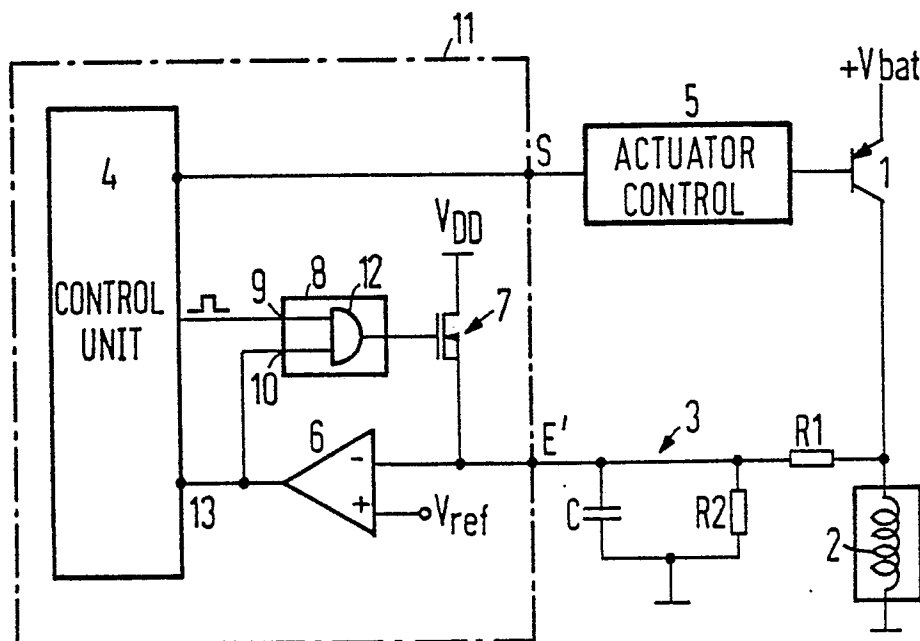 11
+Vbat
4
S
5
ACTUATOR
CONTROL
1
VDD
CONTROL
UNIT
9
8
12
7
10
6
E'
3
R1
-
+
Vref
13
C
R2
2